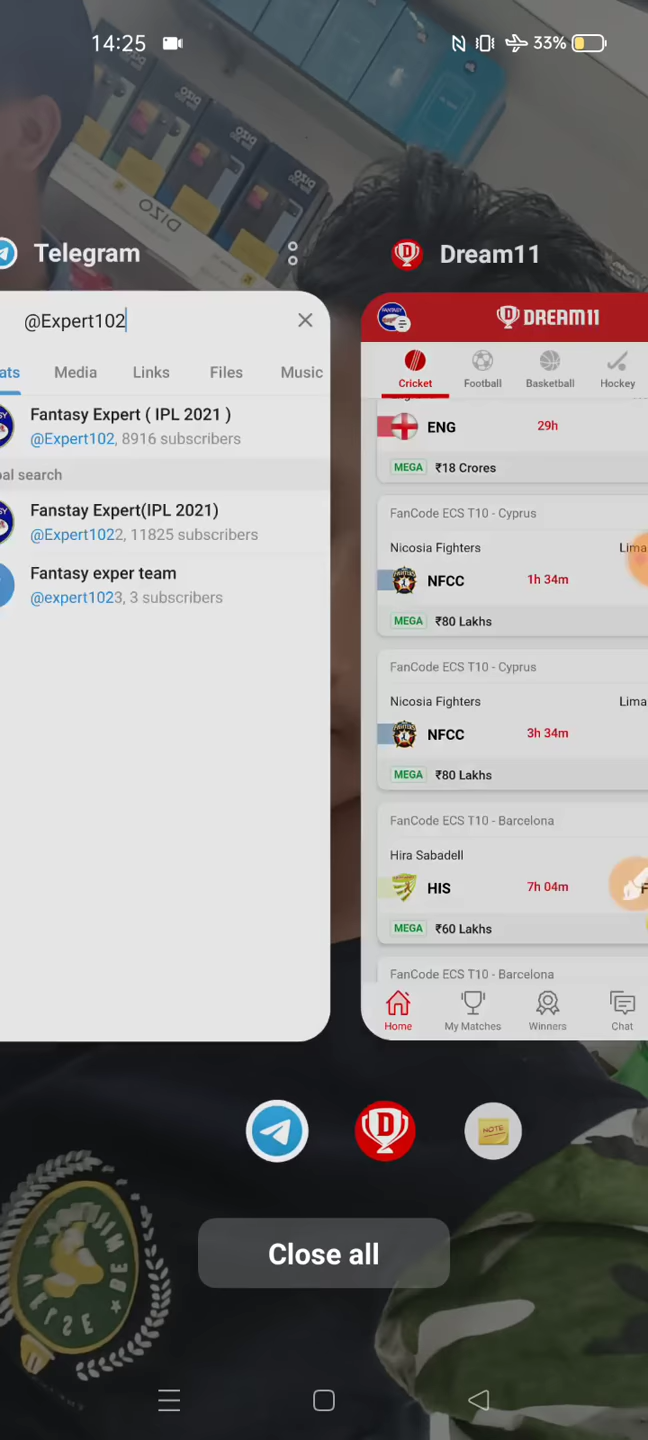 14:25
33%
Telegram
Dream11
@Expert102
ats Media Links Files Music
Fantasy Expert ( IPL 2021 )
@Expert102, 8916 subscribers
al search
Fanstay Expert(IPL 2021)
@Expert1022, 11825 subscribers
Fantasy exper team
@expert1023, 3 subscribers
DREAM11
Cricket Football Basketball Hockey
ENG 29h
MEGA ₹18 Crores
FanCode ECS T10 - Cyprus
Nicosia Fighters Lima
NFCC 1h 34m
MEGA ₹80 Lakhs
FanCode ECS T10 - Cyprus
Nicosia Fighters Lima
NFCC 3h 34m
MEGA ₹80 Lakhs
FanCode ECS T10 - Barcelona
Hira Sabadell
HIS 7h 04m
MEGA ₹60 Lakhs
FanCode ECS T10 - Barcelona
Home My Matches Winners Chat
NOTE
Close all
DIZO